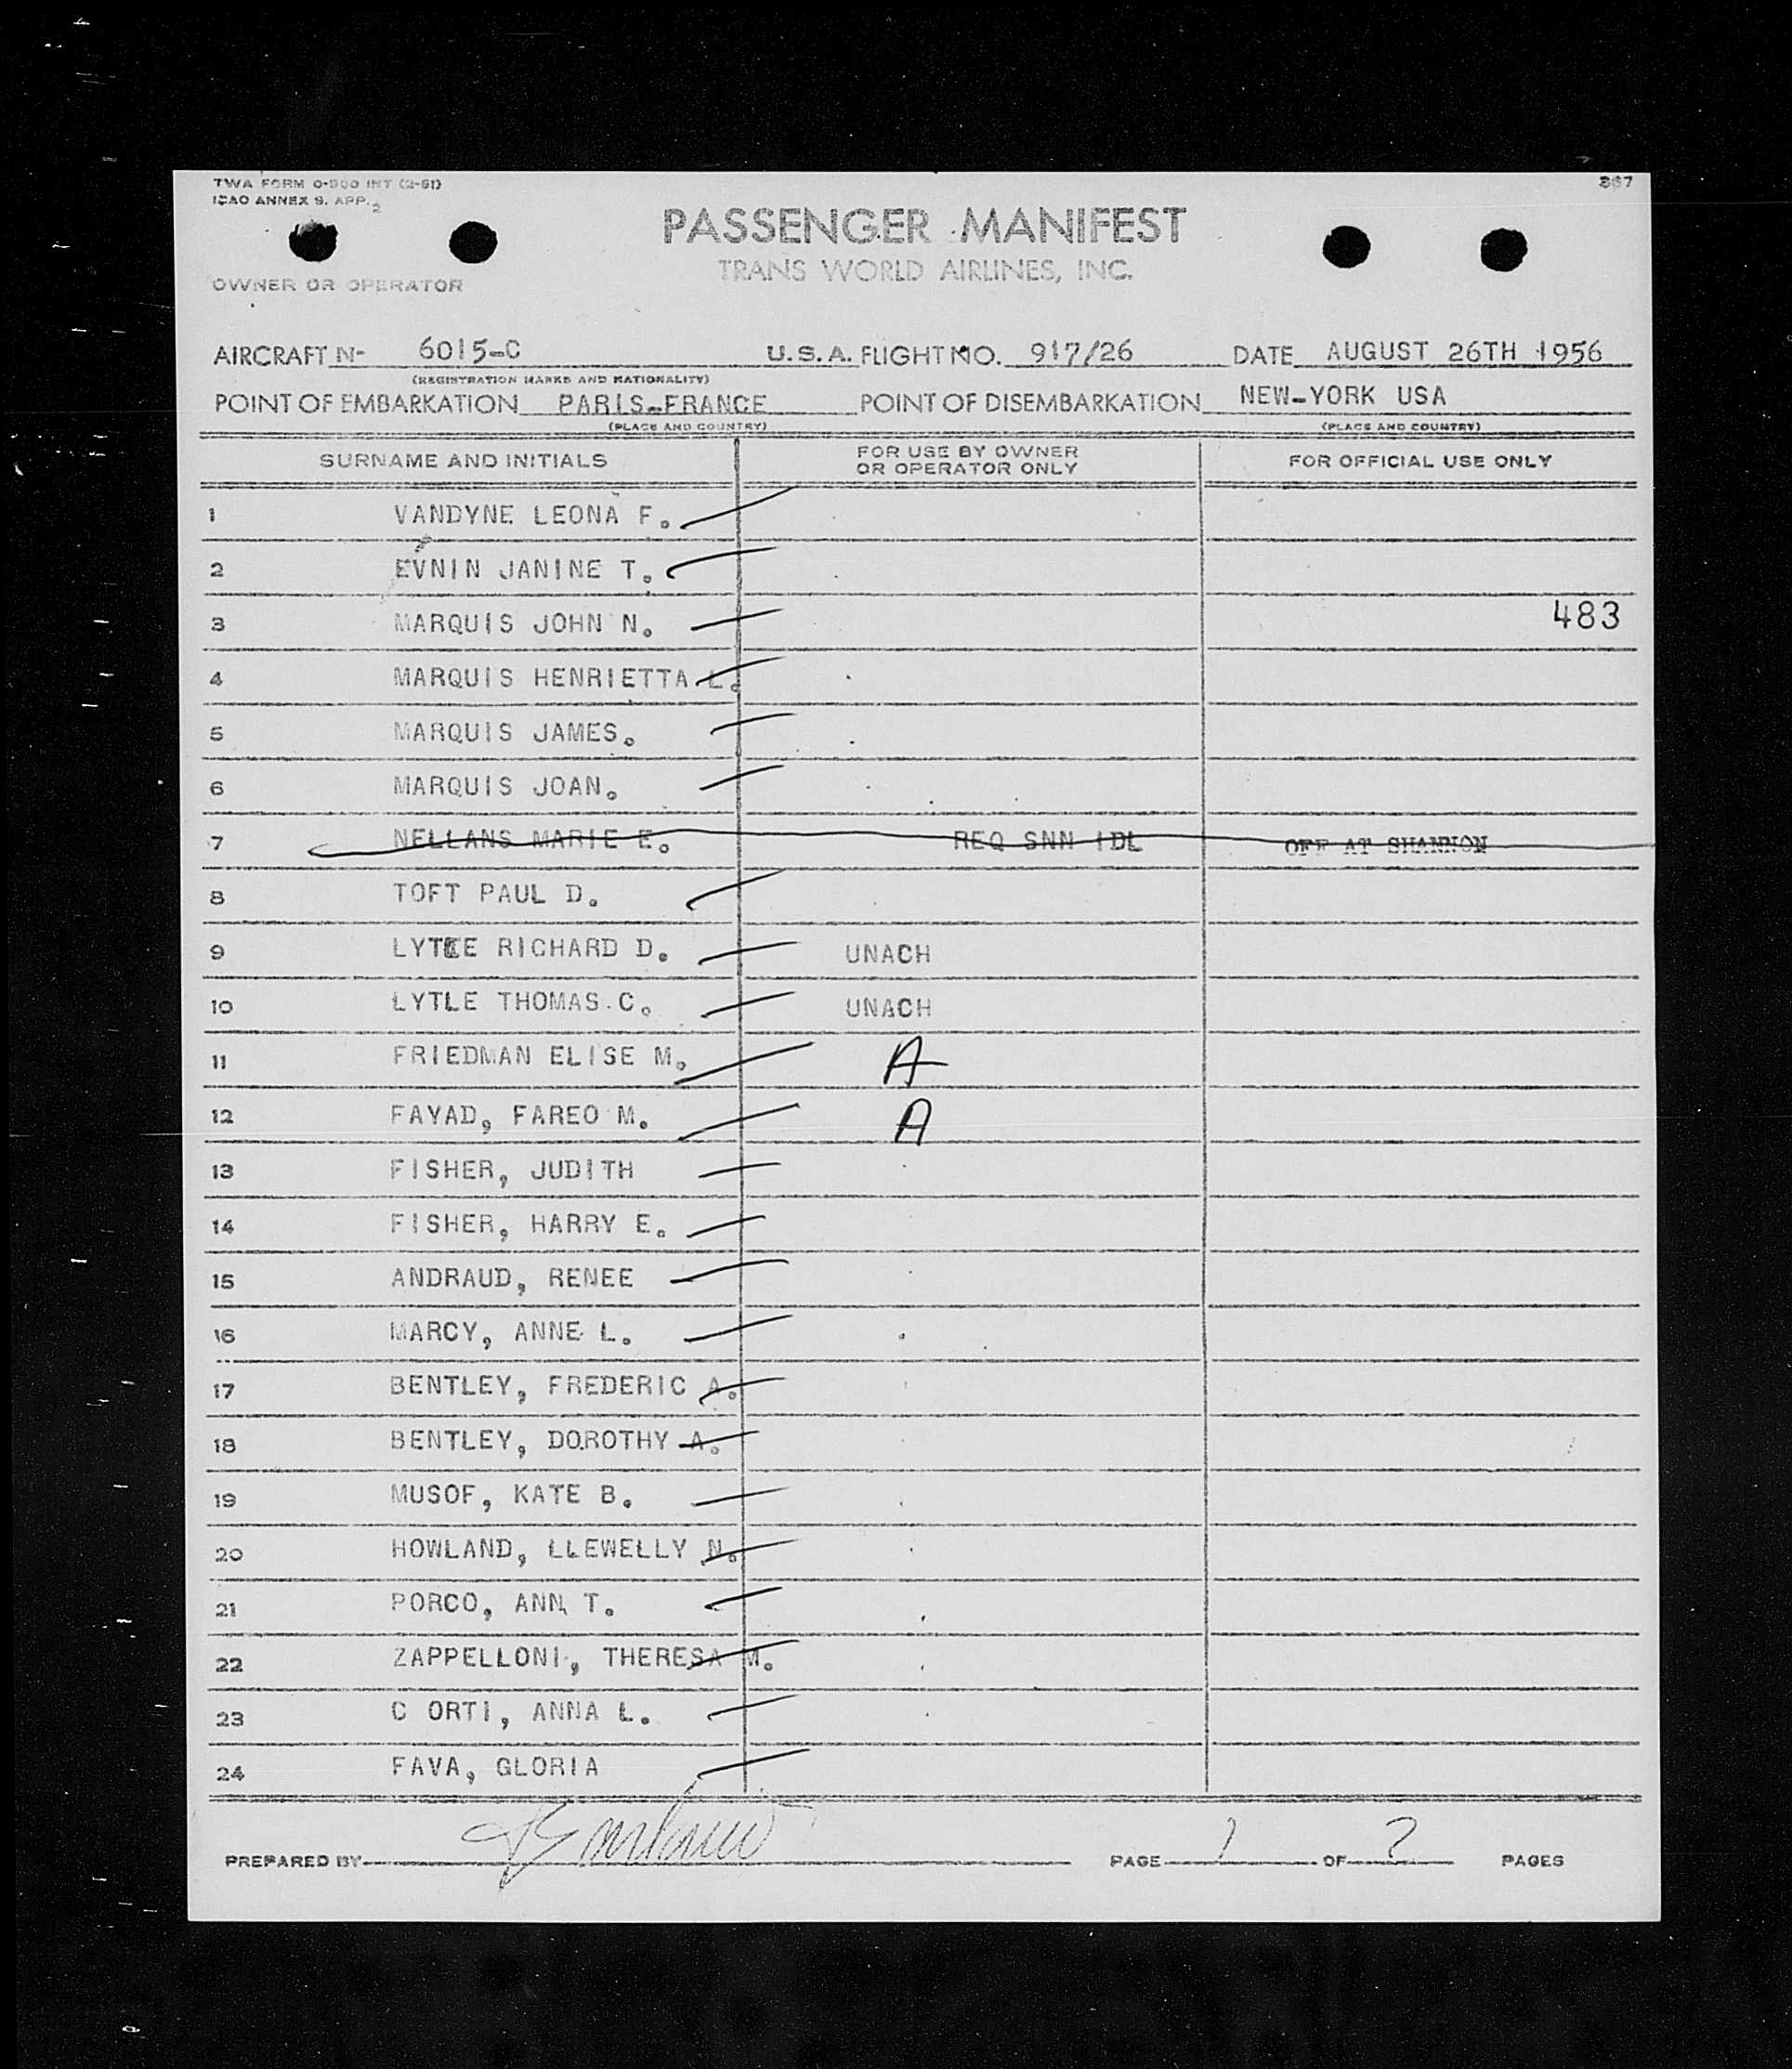 TWA FORM O-900 INT (2-51)
367
ICAO ANNEX 9. APP. 2
PASSENGER MANIFEST
TRANS WORLD AIRLINES, INC.
OWNER OR OPERATOR
AIRCRAFT N- 6015-C U.S.A. FLIGHT NO. 917/26 DATE AUGUST 26TH 1956
(REGISTRATION MARKS AND NATIONALITY)
POINT OF EMBARKATION PARIS-FRANCE POINT OF DISEMBARKATION NEW-YORK USA
(PLACE AND COUNTRY) (PLACE AND COUNTRY)
SURNAME AND INITIALS FOR USE BY OWNER OR OPERATOR ONLY FOR OFFICIAL USE ONLY
1 VANDYNE LEONA F.
2 EVNIN JANINE T.
3 MARQUIS JOHN N. 483
4 MARQUIS HENRIETTA L.
5 MARQUIS JAMES.
6 MARQUIS JOAN.
7 NELLANS MARIE E. REQ SNN IDL OFF AT SHANNON
8 TOFT PAUL D.
9 RICHARD D. UNACH
10 LYTLE THOMAS C. UNACH
11 FRIEDMAN ELISE M. A
12 FAYAD, FAREO M. A
13 FISHER, JUDITH
14 FISHER, HARRY E.
15 ANDRAUD, RENEE
16 MARCY, ANNE L.
17 BENTLEY, FREDERIC A.
18 BENTLEY, DOROTHY A.
19 MUSOF, KATE B.
20 HOWLAND, LLEWELLY N.
21 PORCO, ANN T.
22 ZAPPELLONI, THERESA M.
23 C ORTI, ANNA L.
24 FAVA, GLORIA
PREPARED BY PAGE 1 OF 2 PAGES